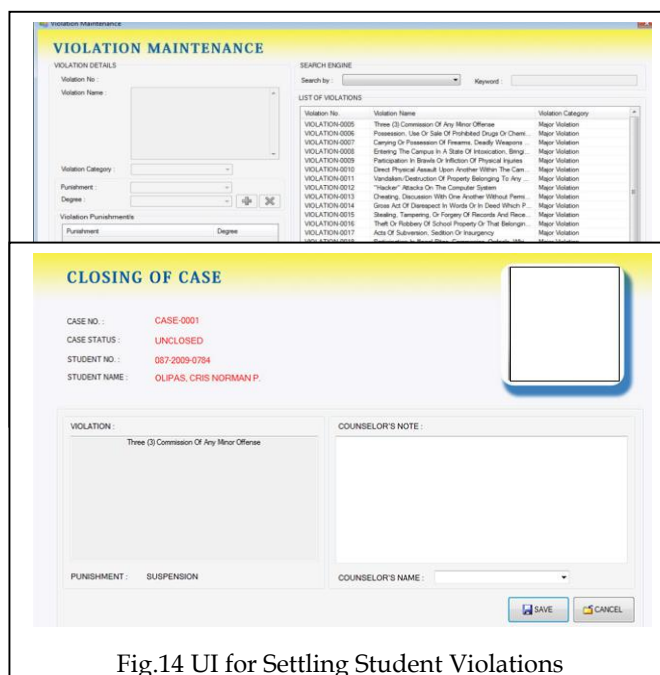 Violation Maintenance
VIOLATION MAINTENANCE
VIOLATION DETAILS
Violation No :
Violation Name :
Violation Category :
Punishment :
Degree :
Violation Punishment/s
Punishment Degree
SEARCH ENGINE
Search by : Keyword :
LIST OF VIOLATIONS
Violation No. Violation Name Violation Category
VIOLATION-0005 Three (3) Commission Of Any Minor Offense Major Violation
VIOLATION-0006 Possession, Use Or Sale Of Prohibited Drugs Or Chemi... Major Violation
VIOLATION-0007 Carrying Or Possession Of Firearms, Deadly Weapons ... Major Violation
VIOLATION-0008 Entering The Campus In A State Of Intoxication, Bringi... Major Violation
VIOLATION-0009 Participation In Brawls Or Infliction Of Physical Injuries Major Violation
VIOLATION-0010 Direct Physical Assault Upon Another Within The Cam... Major Violation
VIOLATION-0011 Vandalism/Destruction Of Property Belonging To Any ... Major Violation
VIOLATION-0012 "Hacker" Attacks On The Computer System Major Violation
VIOLATION-0013 Cheating, Discussion With One Another Without Permi... Major Violation
VIOLATION-0014 Gross Act Of Disrespect In Words Or In Deed Which P... Major Violation
VIOLATION-0015 Stealing, Tampering, Or Forgery Of Records And Rece... Major Violation
VIOLATION-0016 Theft Or Robbery Of School Property Or That Belongin... Major Violation
VIOLATION-0017 Acts Of Subversion, Sedition Or Insurgency Major Violation
CLOSING OF CASE
CASE NO. : CASE-0001
CASE STATUS : UNCLOSED
STUDENT NO. : 087-2009-0784
STUDENT NAME : OLIPAS, CRIS NORMAN P.
VIOLATION :
Three (3) Commission Of Any Minor Offense
PUNISHMENT : SUSPENSION
COUNSELOR'S NOTE :
COUNSELOR'S NAME :
SAVE CANCEL
Fig.14 UI for Settling Student Violations